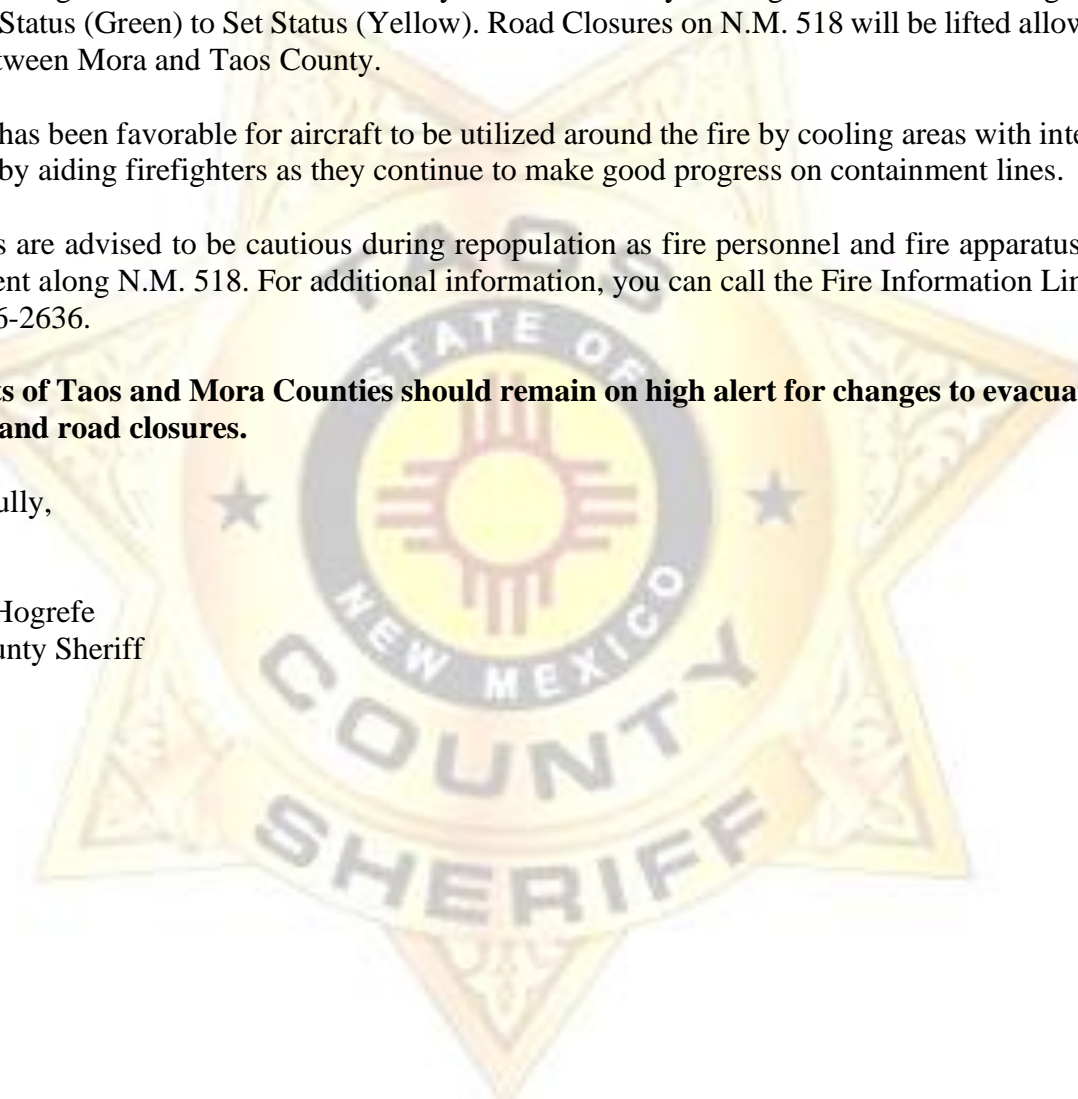 Status (Green) to Set Status (Yellow). Road Closures on N.M. 518 will be lifted allow
tween Mora and Taos County.
has been favorable for aircraft to be utilized around the fire by cooling areas with inte
by aiding firefighters as they continue to make good progress on containment lines.
s are advised to be cautious during repopulation as fire personnel and fire apparatus
ent along N.M. 518. For additional information, you can call the Fire Information Lin
6-2636.
ts of Taos and Mora Counties should remain on high alert for changes to evacua
and road closures.
ully,
Hogrefe
unty Sheriff
TAOS
STATE OF
NEW MEXICO
COUNTY
SHERIFF